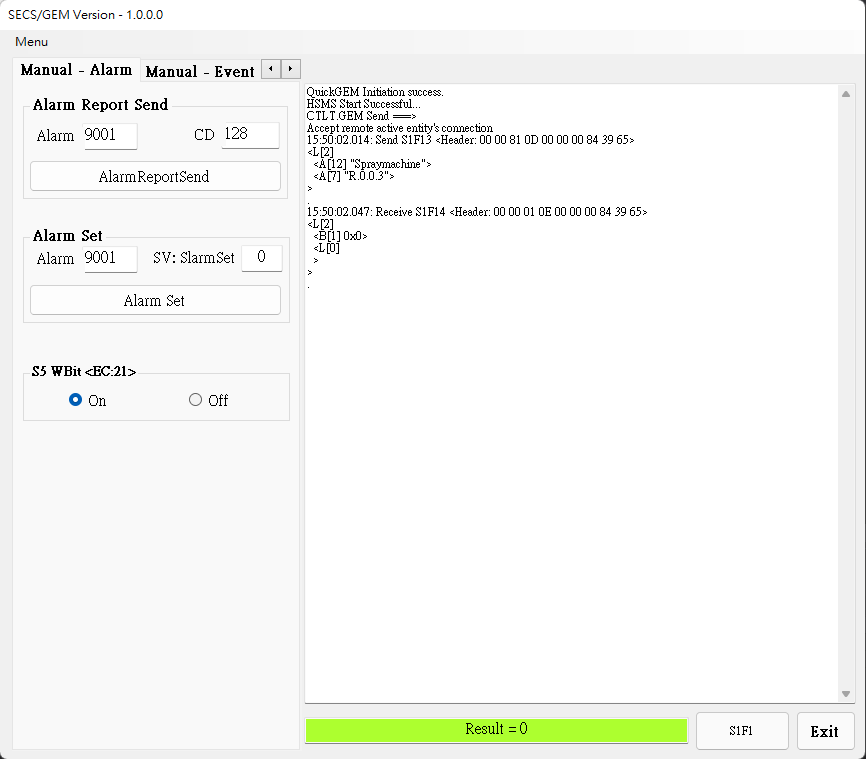 SECS/GEM Version - 1.0.0.0
Menu
Manual - Alarm
Manual - Event
Alarm Report Send
Alarm 9001 CD 128
AlarmReportSend
Alarm Set
Alarm 9001 SV: SlarmSet 0
Alarm Set
S5 WBit <EC:21>
On Off
QuickGEM Initiation success.
HSMS Start Successful...
CTLT.GEM Send ===>
Accept remote active entity's connection
15:50:02.014: Send S1F13 <Header: 00 00 81 0D 00 00 00 84 39 65>
<L[2]
<A[12] "Spraymachine">
<A[7] "R.0.0.3">
>
.
15:50:02.047: Receive S1F14 <Header: 00 00 01 0E 00 00 00 84 39 65>
<L[2]
<B[1] 0x0>
<L[0]
>
>
.
Result = 0
S1F1
Exit